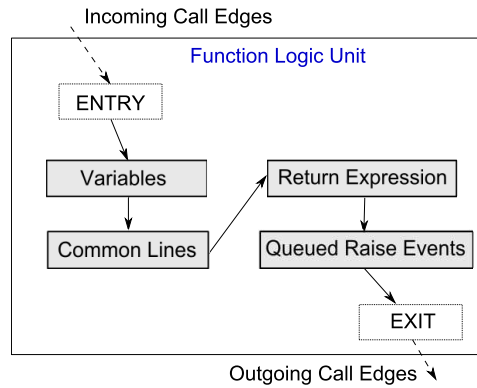 Incoming Call Edges
Function Logic Unit
ENTRY
Variables
Common Lines
Return Expression
Queued Raise Events
EXIT
Outgoing Call Edges